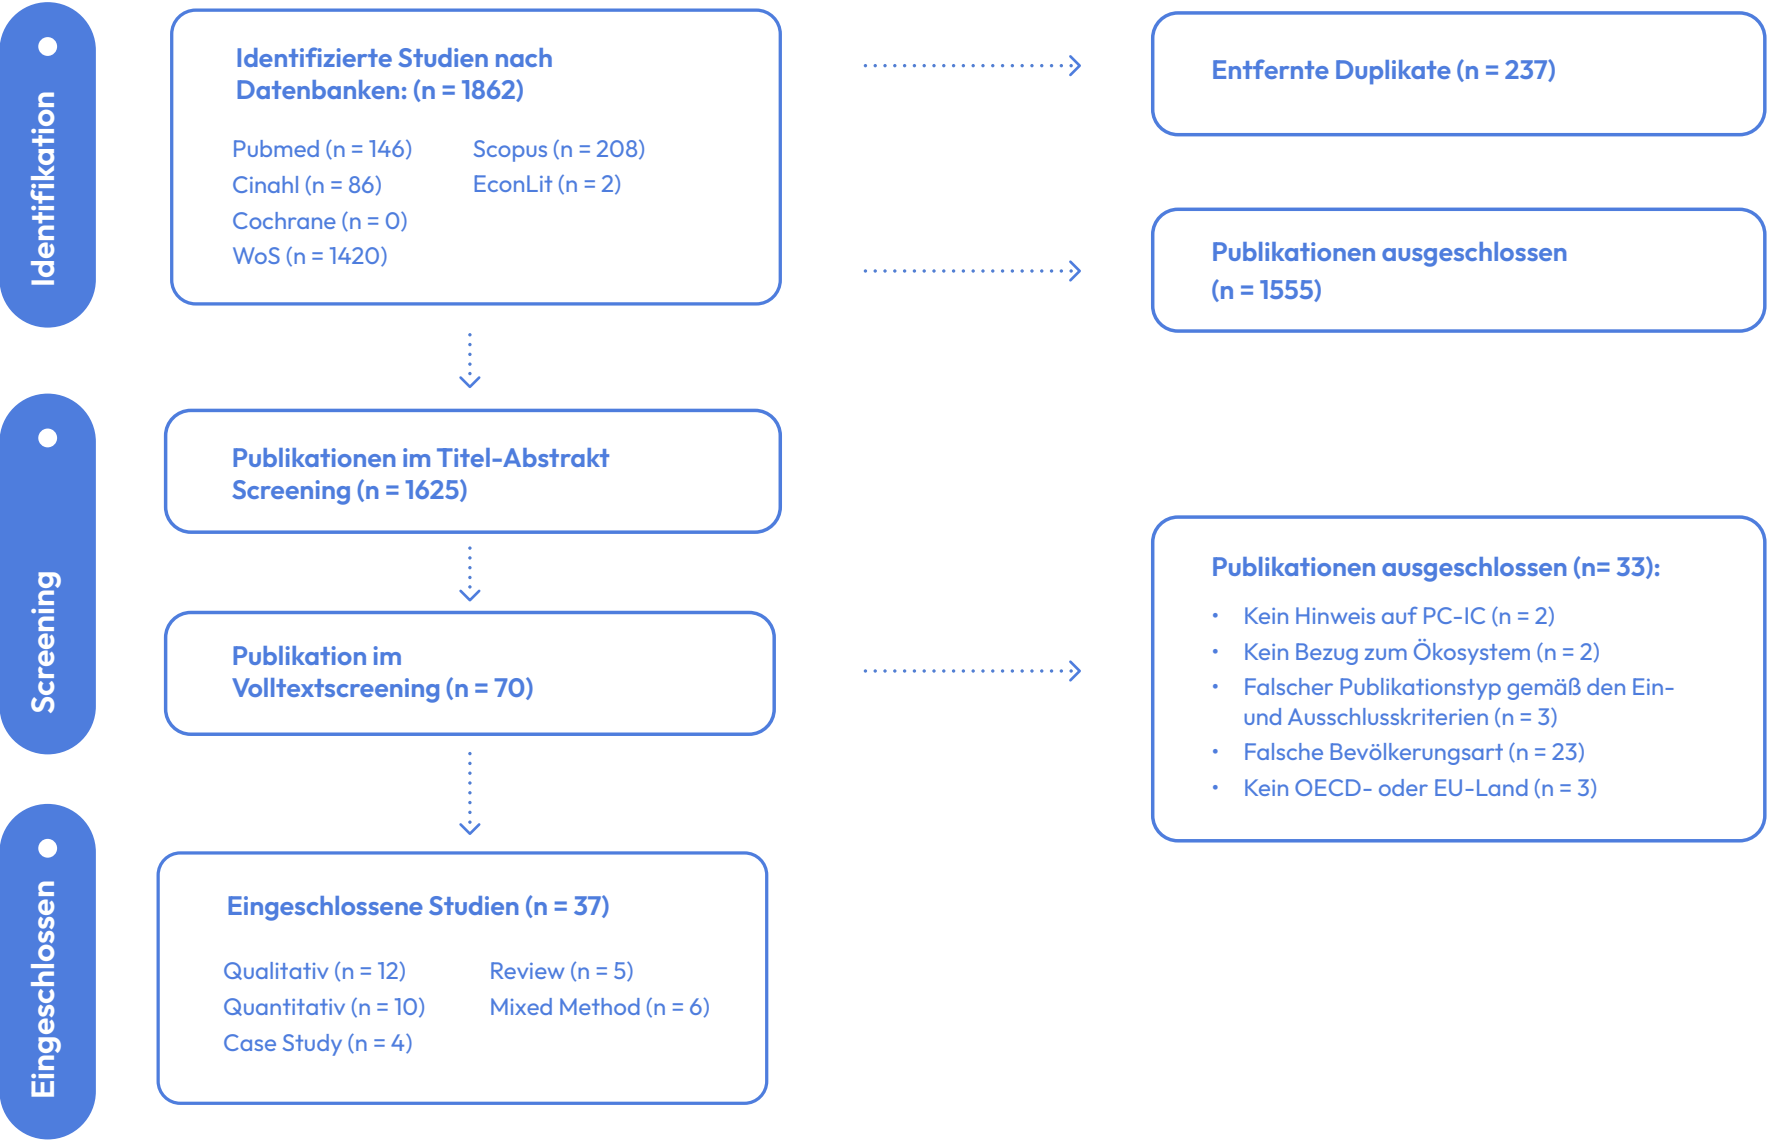 Identifikation
Identifizierte Studien nach
Datenbanken: (n = 1862)
Pubmed (n = 146)
Cinahl (n = 86)
Cochrane (n = 0)
WoS (n = 1420)
Scopus (n = 208)
EconLit (n = 2)
Entfernte Duplikate (n = 237)
Publikationen ausgeschlossen
(n = 1555)
Screening
Publikationen im Titel-Abstrakt
Screening (n = 1625)
Publikation im
Volltextscreening (n = 70)
Publikationen ausgeschlossen (n= 33):
• Kein Hinweis auf PC-IC (n = 2)
• Kein Bezug zum Ökosystem (n = 2)
• Falscher Publikationstyp gemäß den Ein-
und Ausschlusskriterien (n = 3)
• Falsche Bevölkerungsart (n = 23)
• Kein OECD- oder EU-Land (n = 3)
Eingeschlossen
Eingeschlossene Studien (n = 37)
Qualitativ (n = 12)
Quantitativ (n = 10)
Case Study (n = 4)
Review (n = 5)
Mixed Method (n = 6)